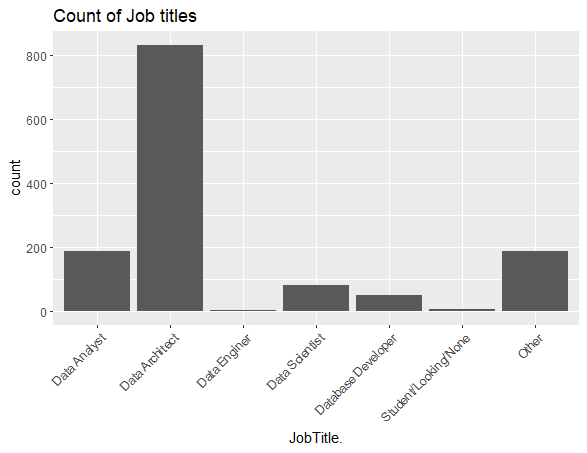 Count of Job titles
800
600
400
200
0
count
Data Analyst
Data Architect
Data Enginer
Data Scientist
Database Developer
Student/Looking/None
Other
JobTitle.